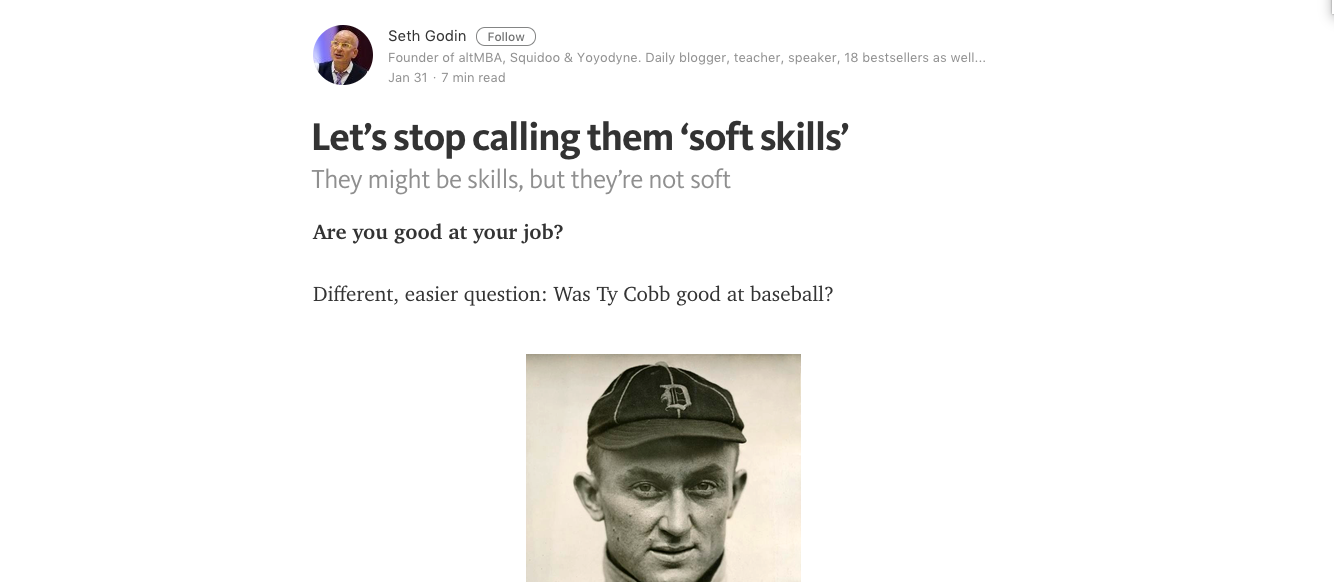 Seth Godin Follow
Founder of altMBA, Squidoo & Yoyodyne. Daily blogger, teacher, speaker, 18 bestsellers as well...
Jan 31 · 7 min read
Let’s stop calling them ‘soft skills’
They might be skills, but they’re not soft
Are you good at your job?
Different, easier question: Was Ty Cobb good at baseball?
D